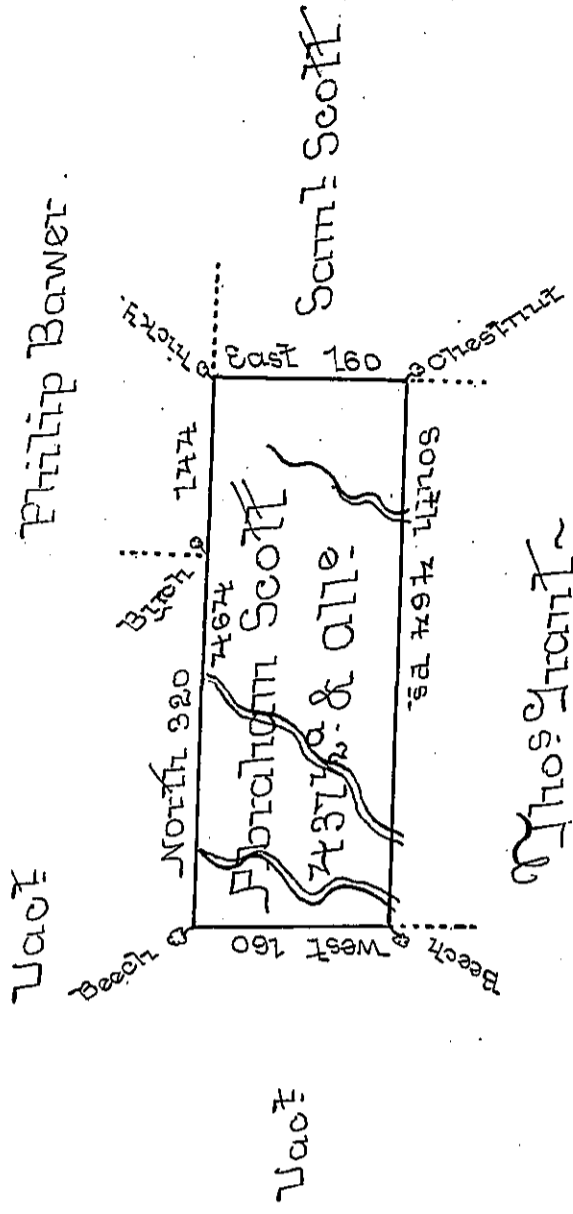 Vact
Philip Bawer.
Beech
North 320
Birch
144
hicky.
464
Abraham Scott
437½ a. & alle.
East 160
Saml. Scott
West 160
Vact
South 464 ps.
Beech
Chestnut
Thos. Grant